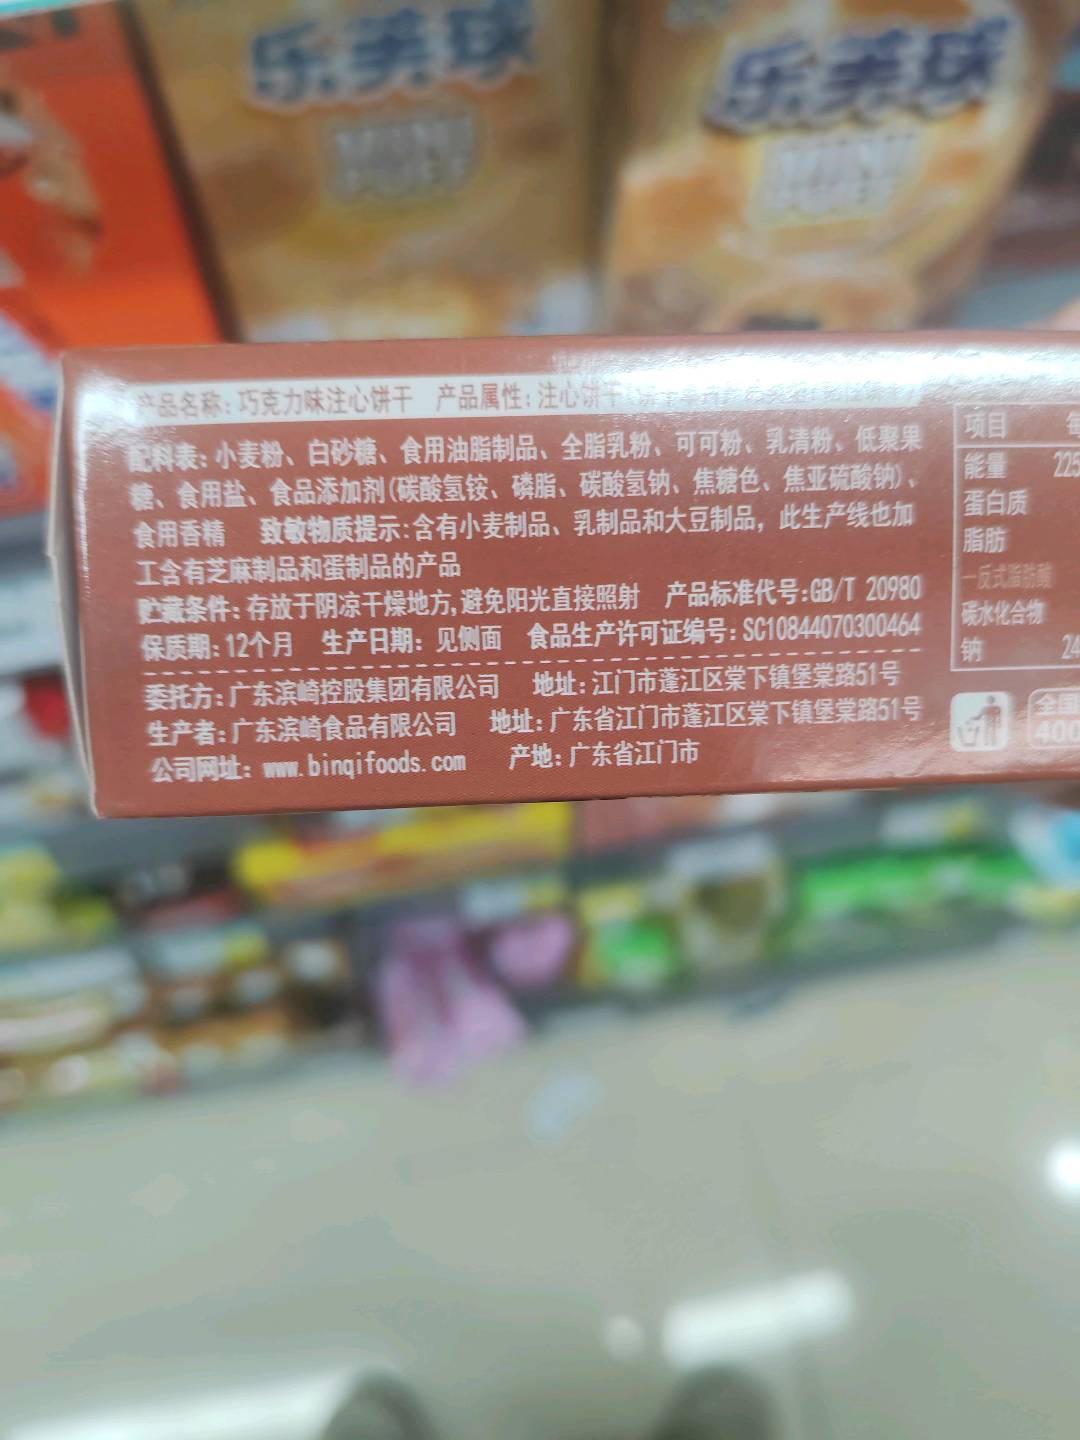 乐美球
MINI
PUFF
乐美球
MINI
PUFF
产品名称: 巧克力味注心饼干 产品属性: 注心饼干
配料表: 小麦粉、白砂糖、食用油脂制品、全脂乳粉、可可粉、乳清粉、低聚果
糖、食用盐、食品添加剂(碳酸氢铵、磷脂、碳酸氢钠、焦糖色、焦亚硫酸钠)、
食用香精 致敏物质提示:含有小麦制品、乳制品和大豆制品，此生产线也加
工含有芝麻制品和蛋制品的产品
贮藏条件: 存放于阴凉干燥地方,避免阳光直接照射 产品标准代号:GB/T 20980
保质期: 12个月 生产日期: 见侧面 食品生产许可证编号: SC10844070300464
委托方: 广东滨崎控股集团有限公司 地址: 江门市蓬江区棠下镇堡棠路51号
生产者: 广东滨崎食品有限公司 地址: 广东省江门市蓬江区棠下镇堡棠路51号
公司网址: www.binqifoods.com 产地: 广东省江门市
项目 每
能量 225
蛋白质
脂肪
—反式脂肪酸
碳水化合物
钠 24
全国
400